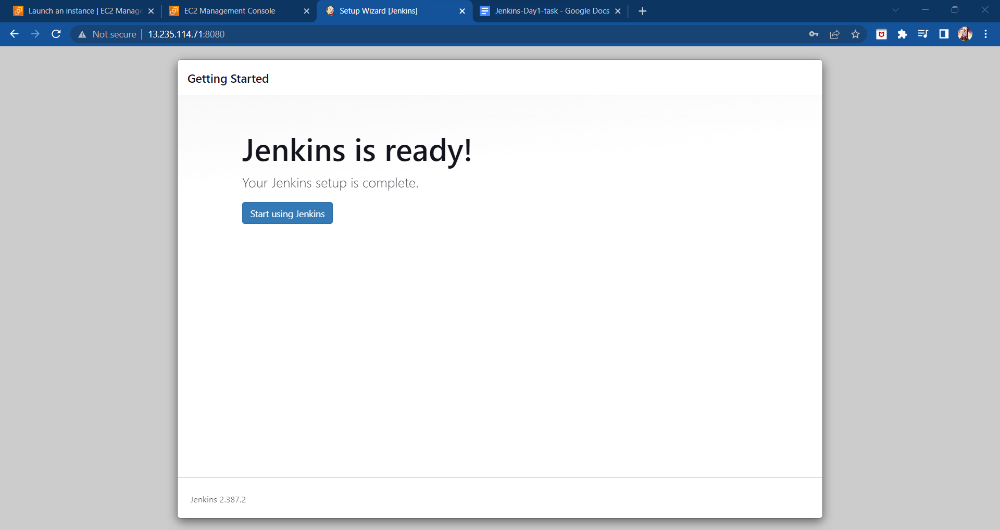 Launch an instance | EC2 Manage
EC2 Management Console
Setup Wizard [Jenkins]
Jenkins-Day1-task - Google Docs
Not secure
13.235.114.71:8080
Getting Started
Jenkins is ready!
Your Jenkins setup is complete.
Start using Jenkins
Jenkins 2.387.2